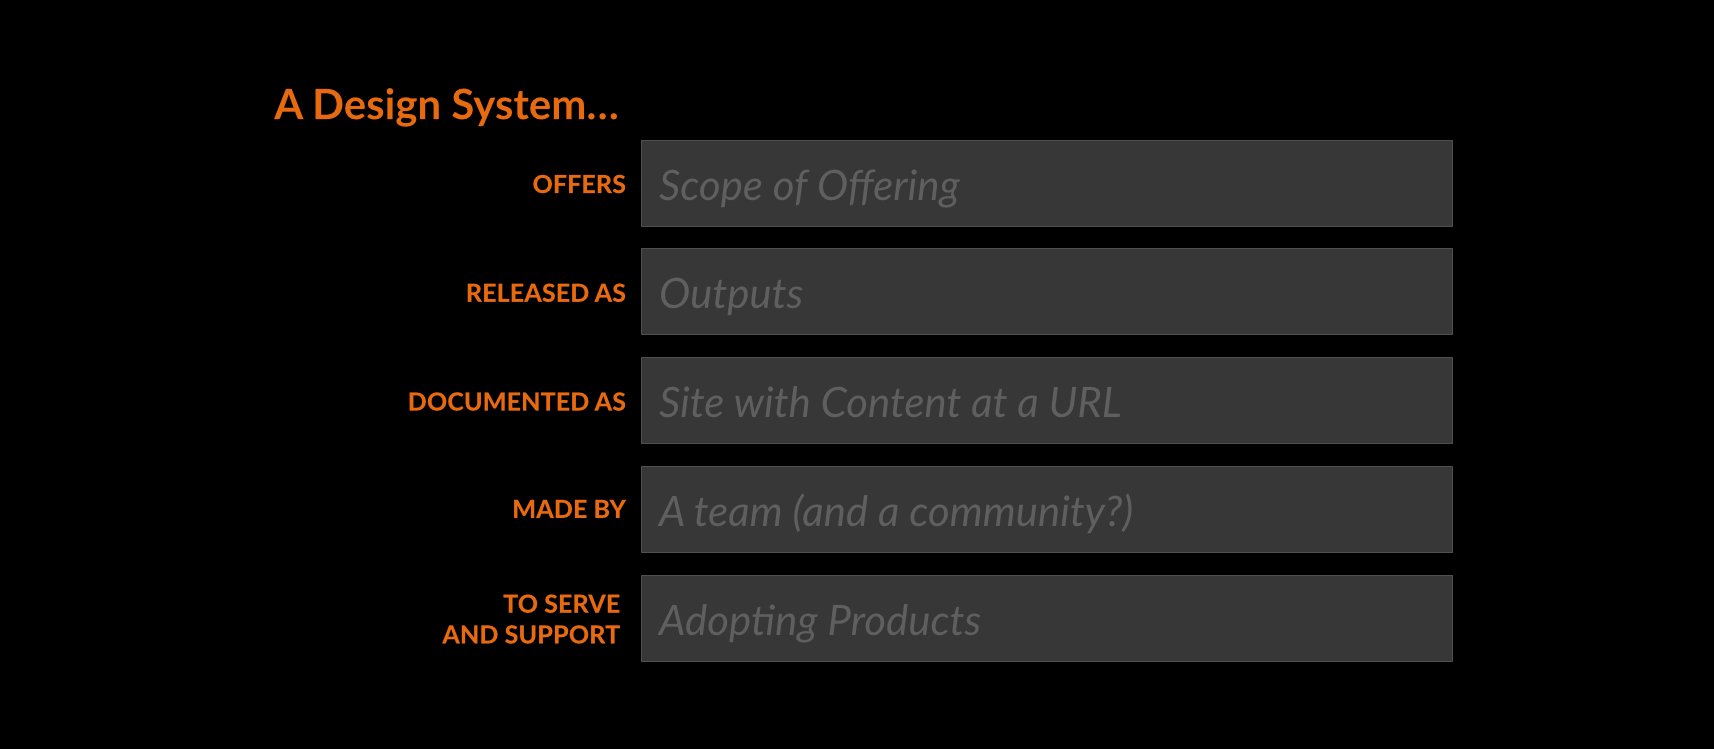 A Design System...
OFFERS Scope of Offering
RELEASED AS Outputs
DOCUMENTED AS Site with Content at a URL
MADE BY A team (and a community?)
TO SERVE
AND SUPPORT Adopting Products